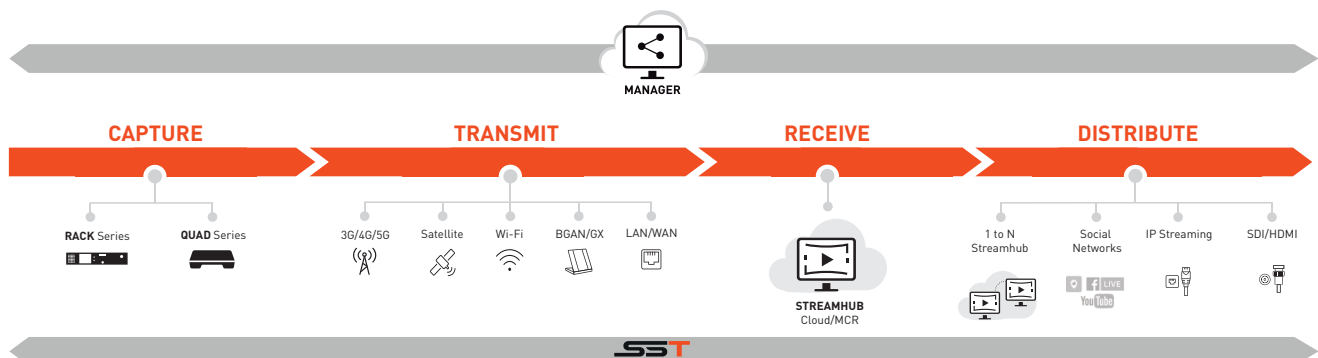 MANAGER
CAPTURE
TRANSMIT
RECEIVE
DISTRIBUTE
RACK Series
QUAD Series
3G/4G/5G
Satellite
Wi-Fi
BGAN/GX
LAN/WAN
STREAMHUB
Cloud/MCR
1 to N
Streamhub
Social
Networks
f LIVE
YouTube
IP Streaming
SDI/HDMI
SST